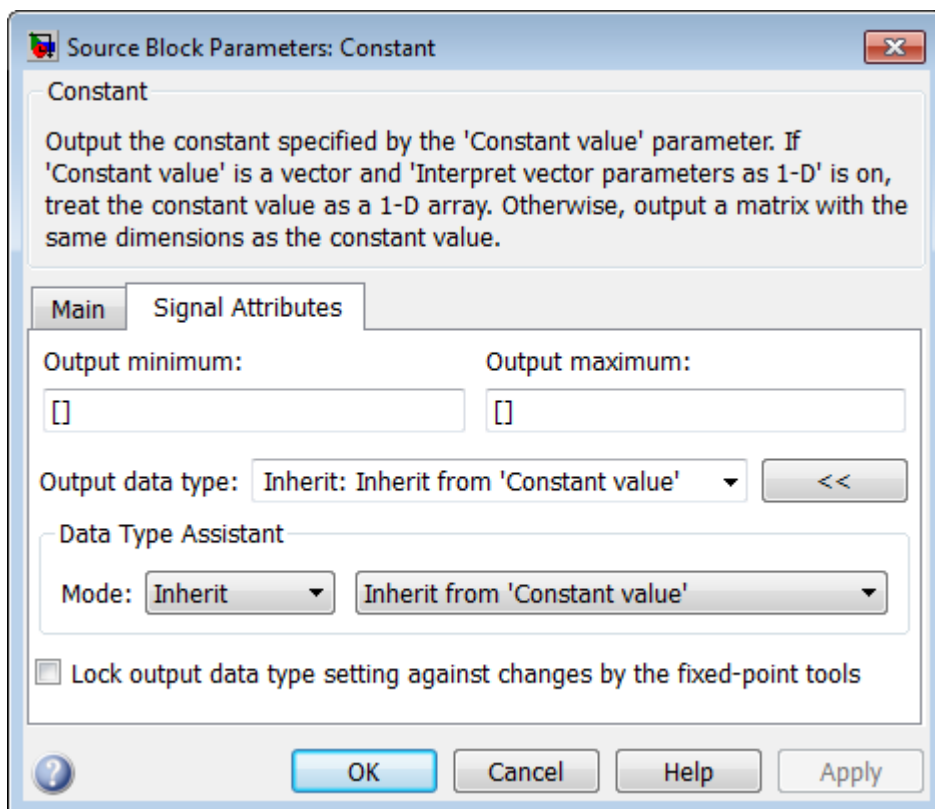 Source Block Parameters: Constant
Constant
Output the constant specified by the 'Constant value' parameter. If
'Constant value' is a vector and 'Interpret vector parameters as 1-D' is on,
treat the constant value as a 1-D array. Otherwise, output a matrix with the
same dimensions as the constant value.
Main Signal Attributes
Output minimum: Output maximum:
[] []
Output data type: Inherit: Inherit from 'Constant value' <<
Data Type Assistant
Mode: Inherit Inherit from 'Constant value'
Lock output data type setting against changes by the fixed-point tools
? OK Cancel Help Apply